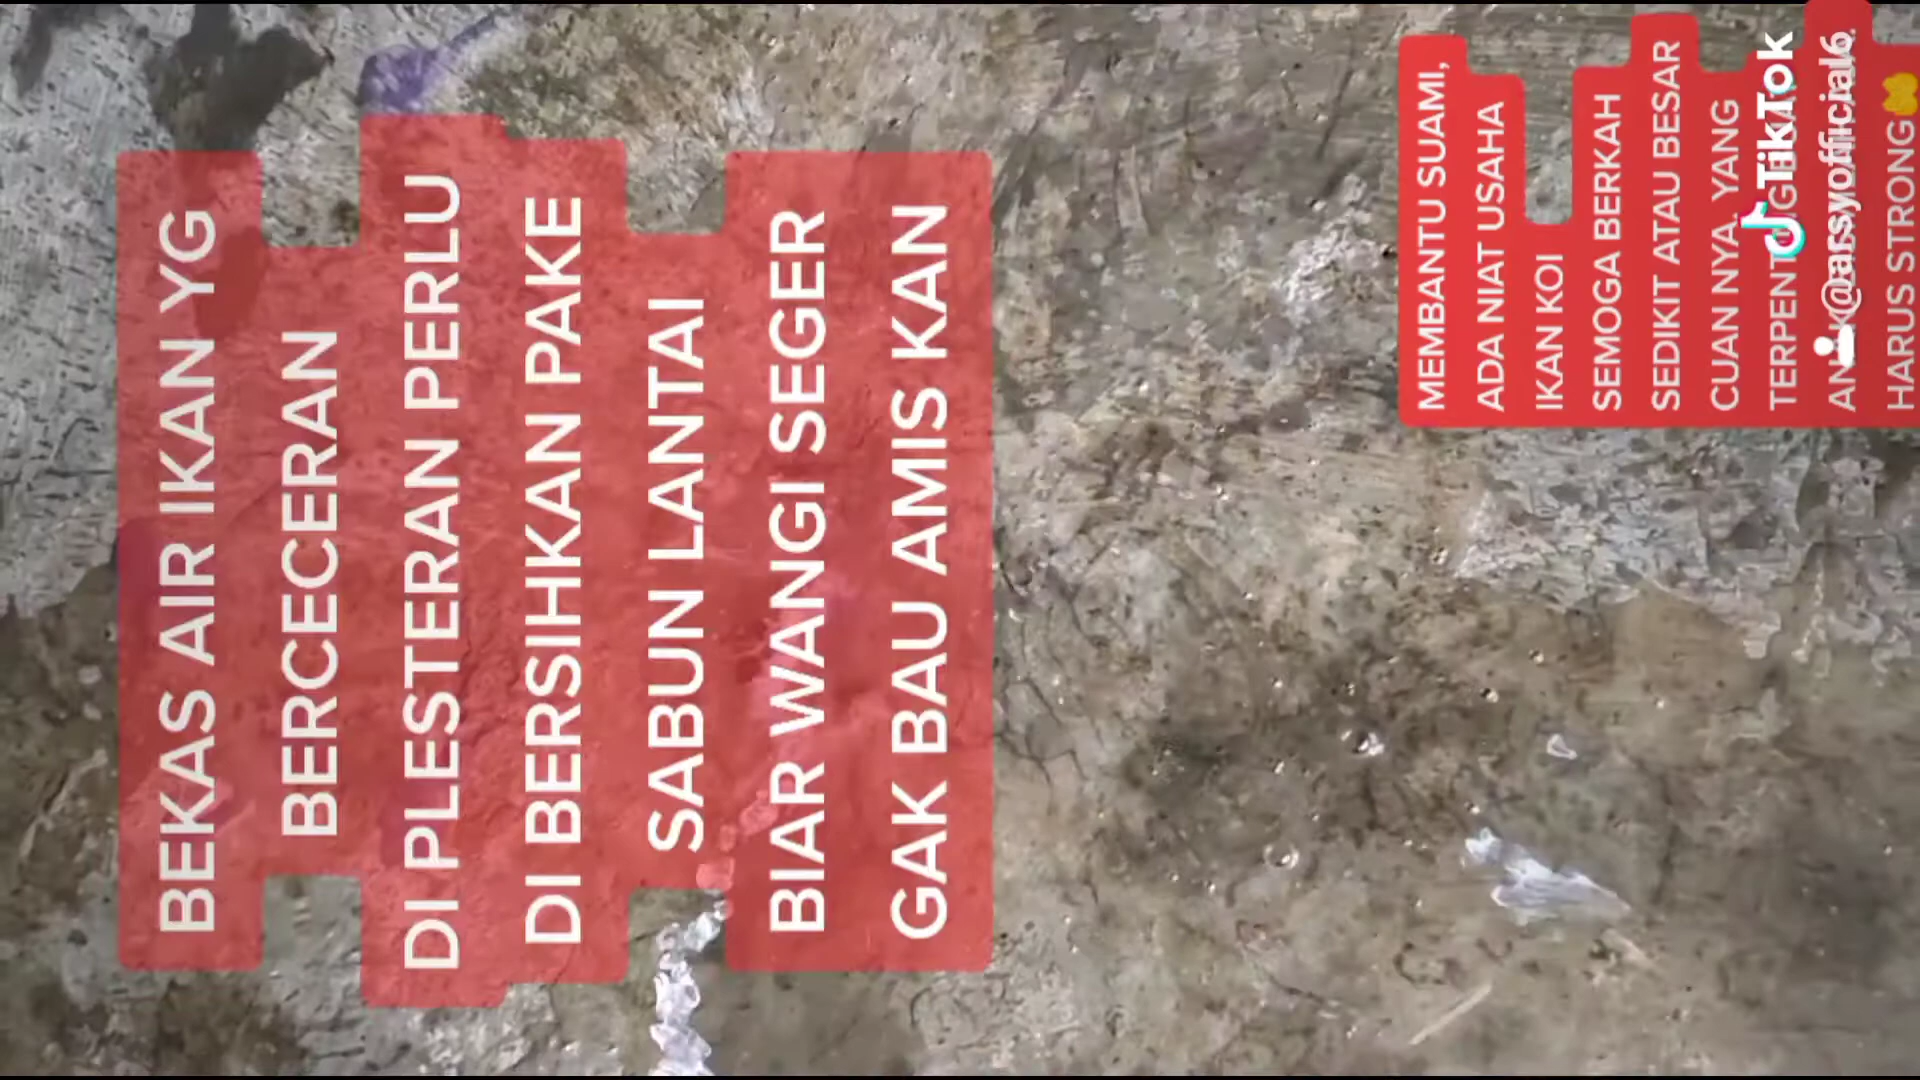 BEKAS AIR IKAN YG
BERCECERAN
DI PLESTERAN PERLU
DI BERSIHKAN PAKE
SABUN LANTAI
BIAR WANGI SEGER
GAK BAU AMIS KAN
MEMBANTU SUAMI,
ADA NIAT USAHA
IKAN KOI
SEMOGA BERKAH
SEDIKIT ATAU BESAR
CUAN NYA. YANG
HARUS STRONG
TikTok
@arsyofficial6